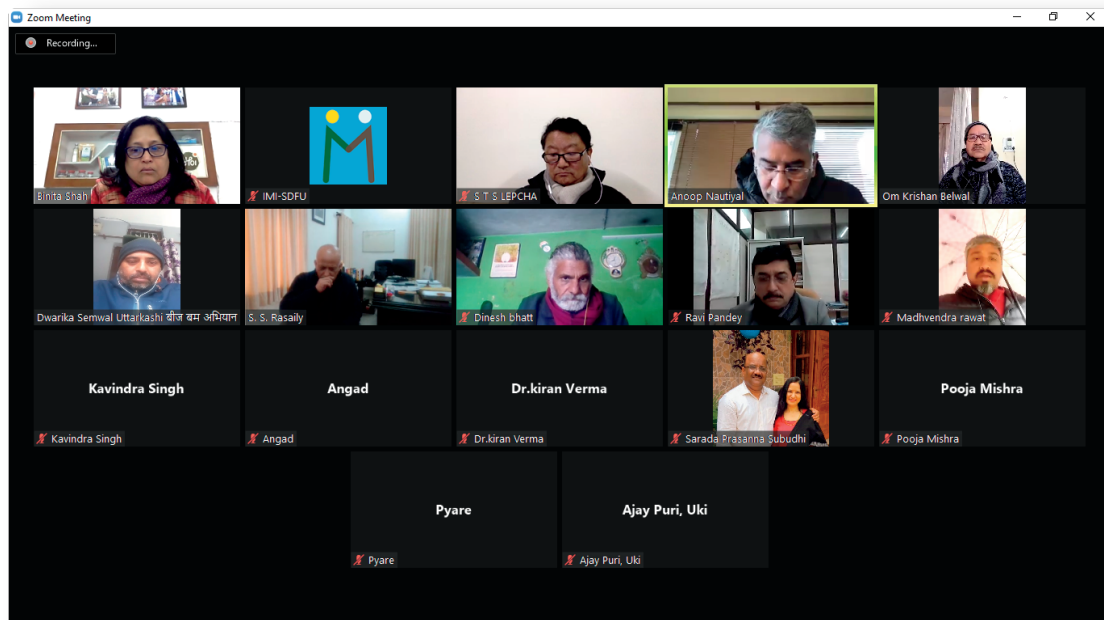 Zoom Meeting
Recording...
Binita Shah
IMI-SDFU
S T S LEPCHA
Anoop Nautiyal
Om Krishan Belwal
Dwarika Semwal Uttarkashi बीज बम अभियान
S. S. Rasaily
Dinesh bhatt
Ravi Pandey
Madhvendra rawat
Kavindra Singh
Kavindra Singh
Angad
Angad
Dr.kiran Verma
Dr.kiran Verma
Sarada Prasanna Subudhi
Pooja Mishra
Pooja Mishra
Pyare
Pyare
Ajay Puri, Uki
Ajay Puri, Uki